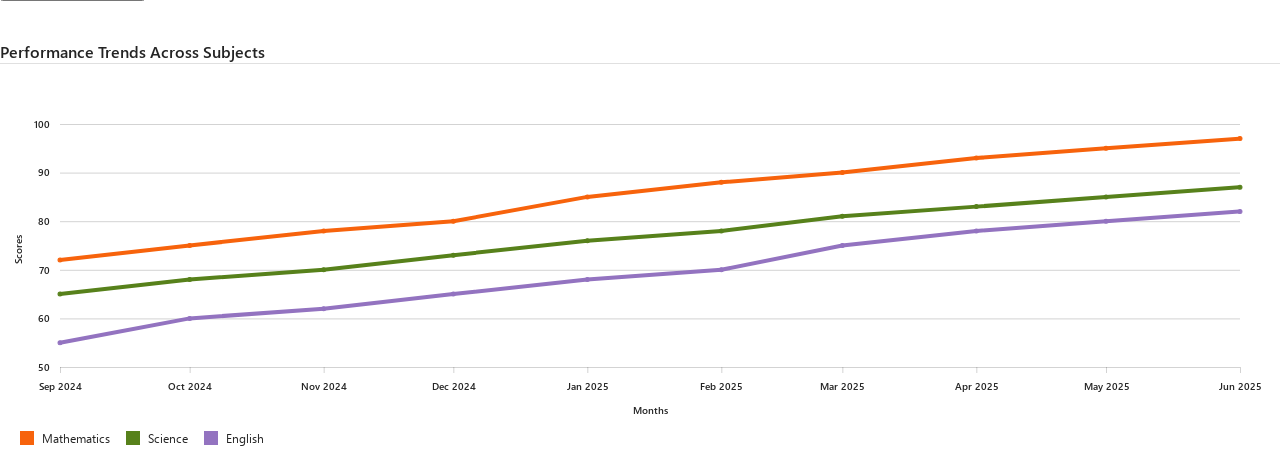 Performance Trends Across Subjects
100
90
80
70
60
50
Scores
Sep 2024 Oct 2024 Nov 2024 Dec 2024 Jan 2025 Feb 2025 Mar 2025 Apr 2025 May 2025 Jun 2025
Months
Mathematics Science English